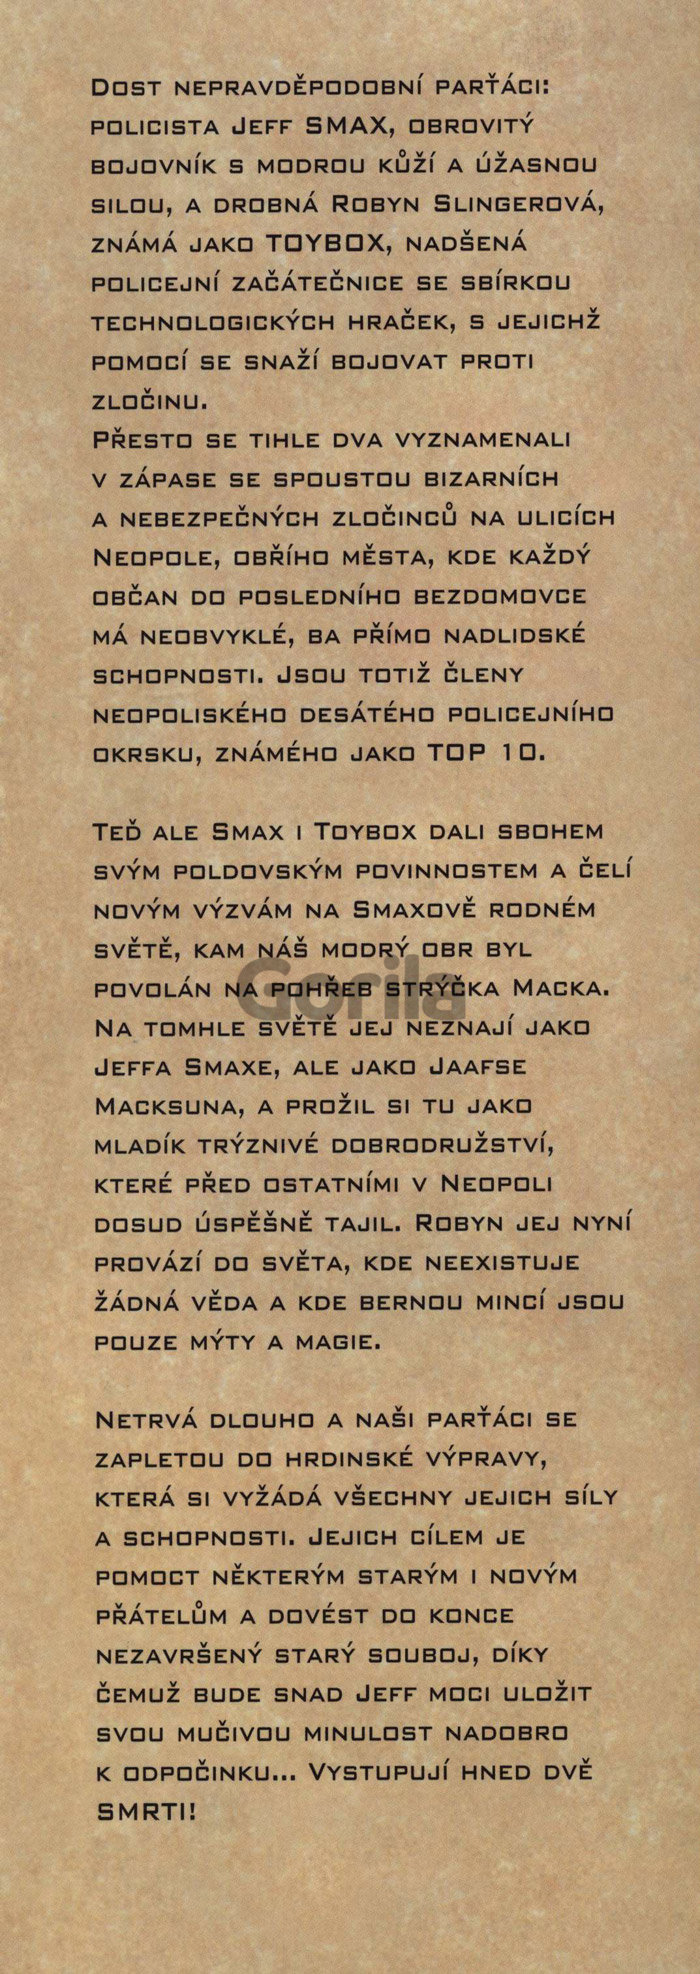 Dost nepravděpodobní parťáci:
policista Jeff SMAX, obrovitý
bojovník s modrou kůží a úžasnou
silou, a drobná Robyn Slingerová,
známá jako TOYBOX, nadšená
policejní začátečnice se sbírkou
technologických hraček, s jejichž
pomocí se snaží bojovat proti
zločinu.
Přesto se tihle dva vyznamenali
v zápase se spoustou bizarních
a nebezpečných zločinců na ulicích
Neopole, obřího města, kde každý
občan do posledního bezdomovce
má neobvyklé, ba přímo nadlidské
schopnosti. Jsou totiž členy
neopoliského desátého policejního
okrsku, známého jako TOP 10.
Teď ale Smax i Toybox dali sbohem
svým poldovským povinnostem a čelí
novým výzvám na Smaxově rodném
světě, kam náš modrý obr byl
povolán na pohřeb strýčka Macka.
Gorila
Na tomhle světě jej neznají jako
Jeffa Smaxe, ale jako Jaafse
Macksuna, a prožil si tu jako
mladík trýznivé dobrodružství,
které před ostatními v Neopoli
dosud úspěšně tajil. Robyn jej nyní
provází do světa, kde neexistuje
žádná věda a kde bernou mincí jsou
pouze mýty a magie.
Netrvá dlouho a naši parťáci se
zapletou do hrdinské výpravy,
která si vyžádá všechny jejich síly
a schopnosti. Jejich cílem je
pomoct některým starým i novým
přátelům a dovést do konce
nezavršený starý souboj, díky
čemuž bude snad Jeff moci uložit
svou mučivou minulost nadobro
k odpočinku... Vystupují hned dvě
SMRTI!